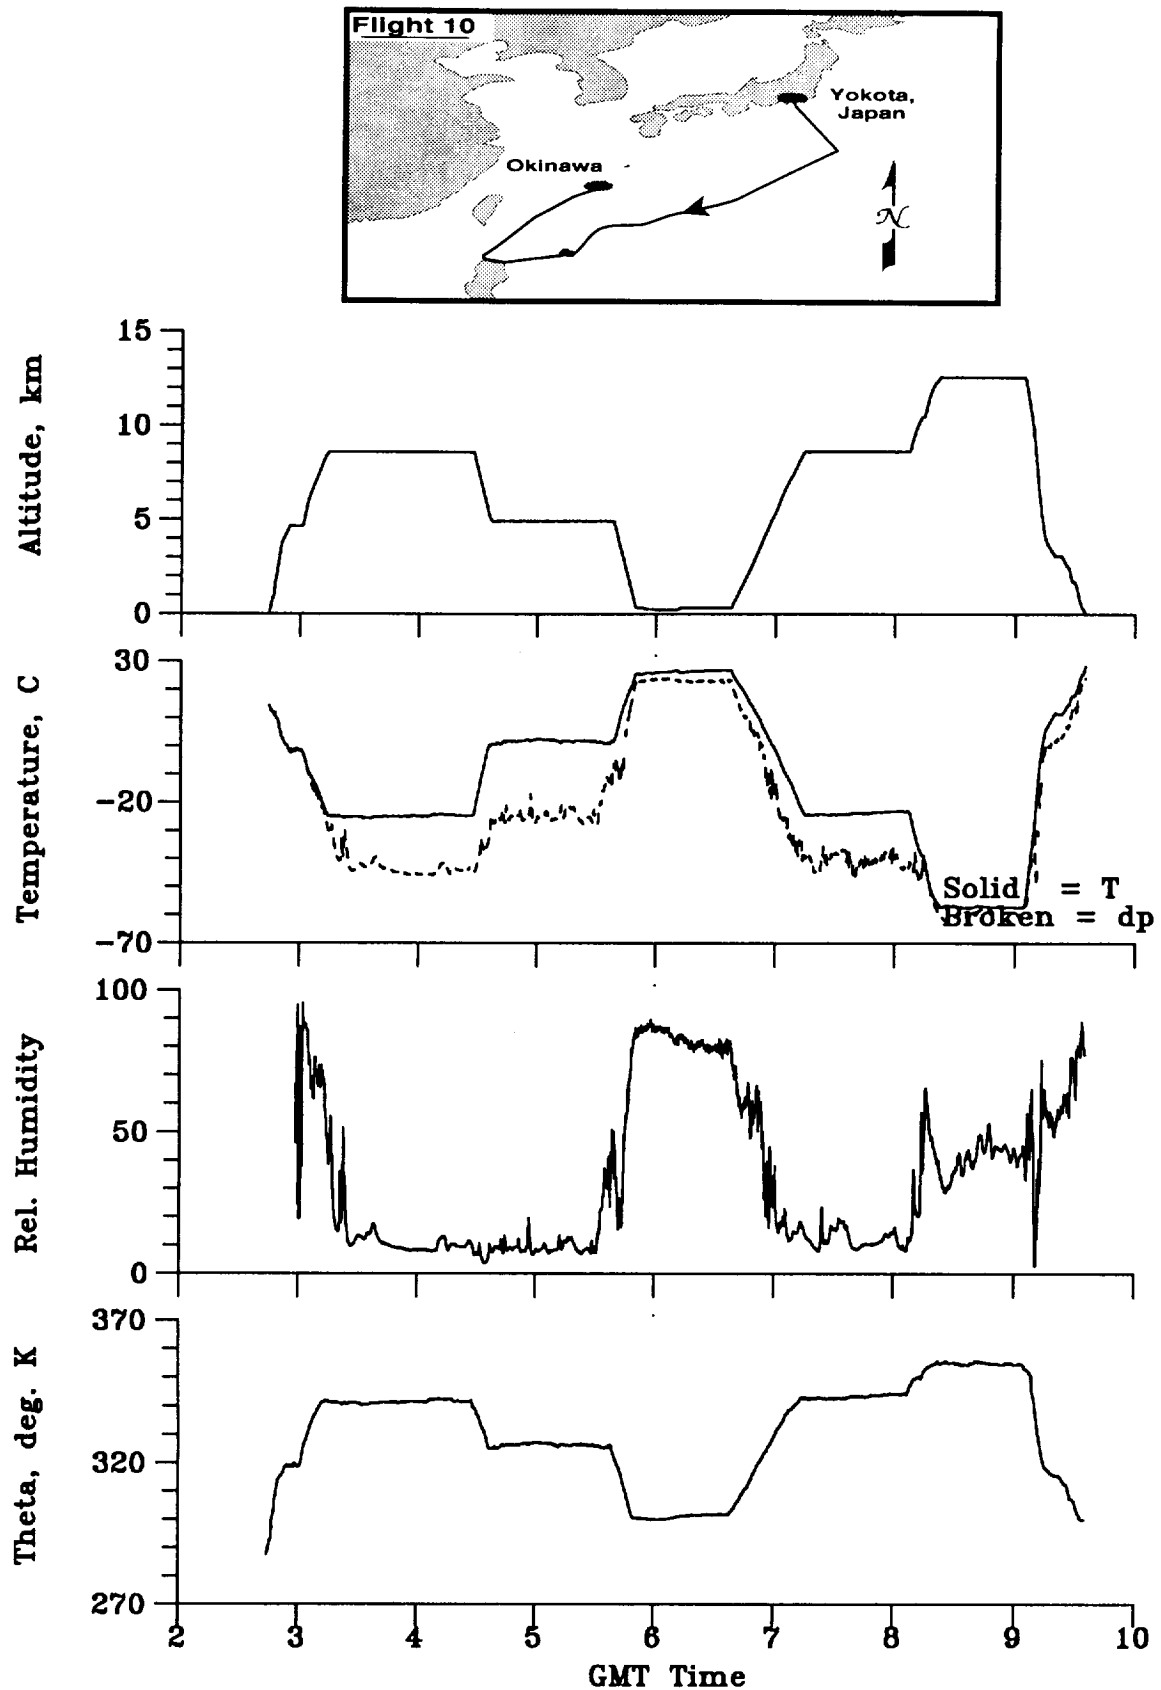 Flight 10
Yokota,
Japan
Okinawa
N
Altitude, km
15
10
5
0
Temperature, C
30
-20
-70
Solid = T
Broken = dp
Rel. Humidity
100
50
0
Theta, deg. K
370
320
270
2 3 4 5 6 7 8 9 10
GMT Time